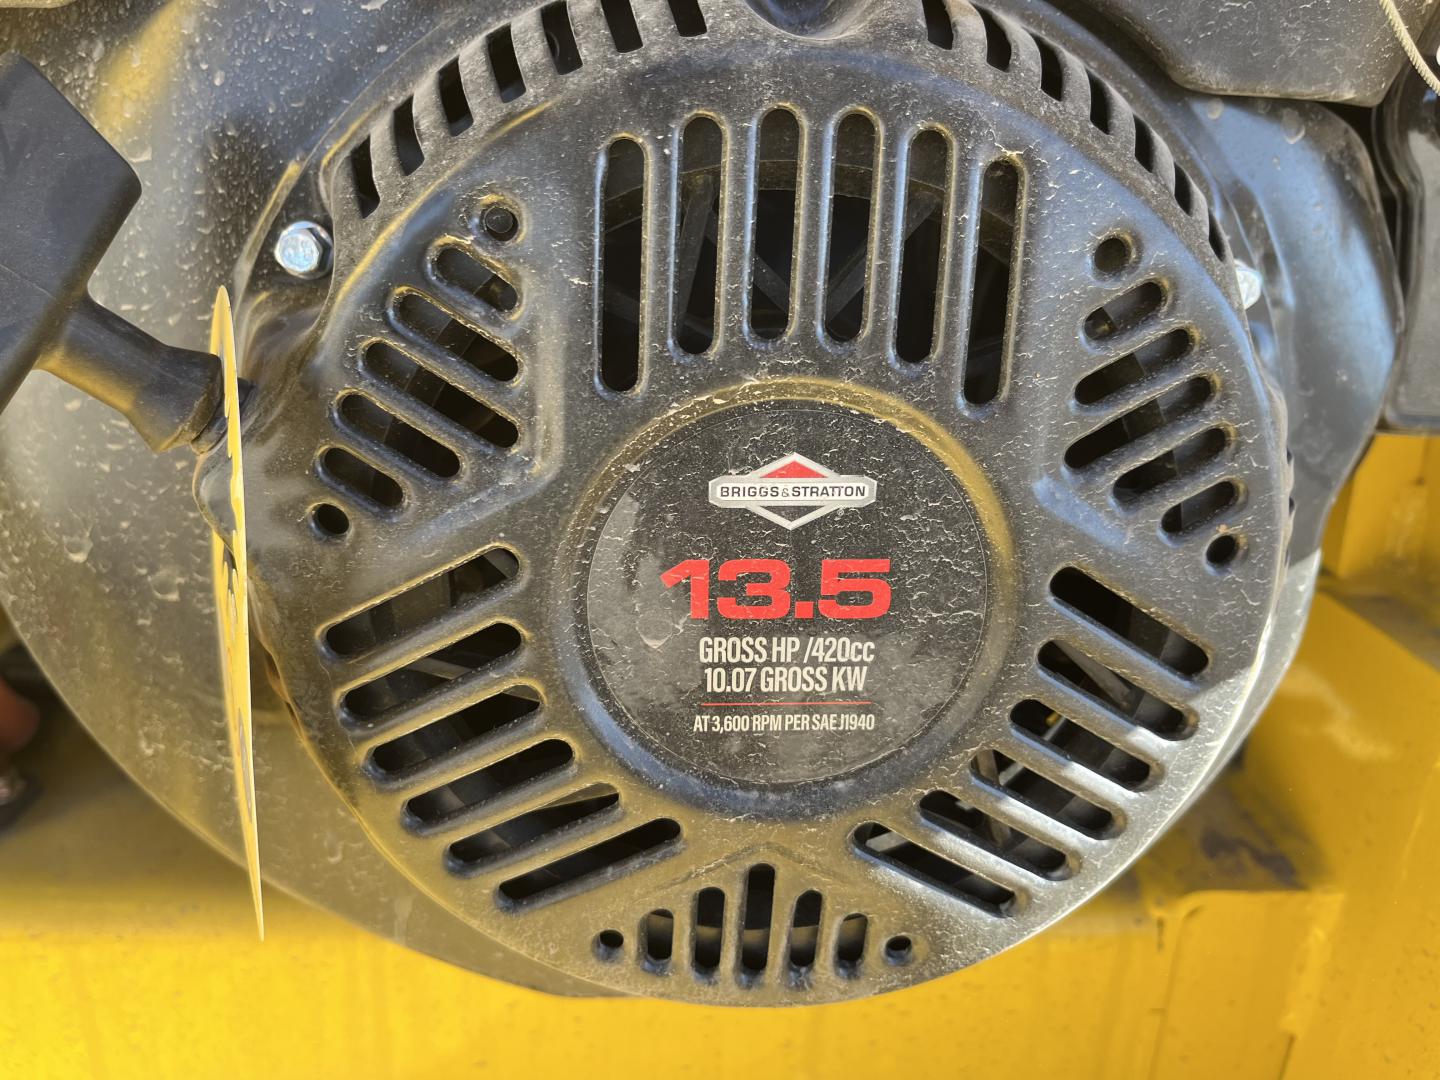 BRIGGS&STRATTON
13.5
GROSS HP /420cc
10.07 GROSS KW
AT 3,600 RPM PER SAE J1940